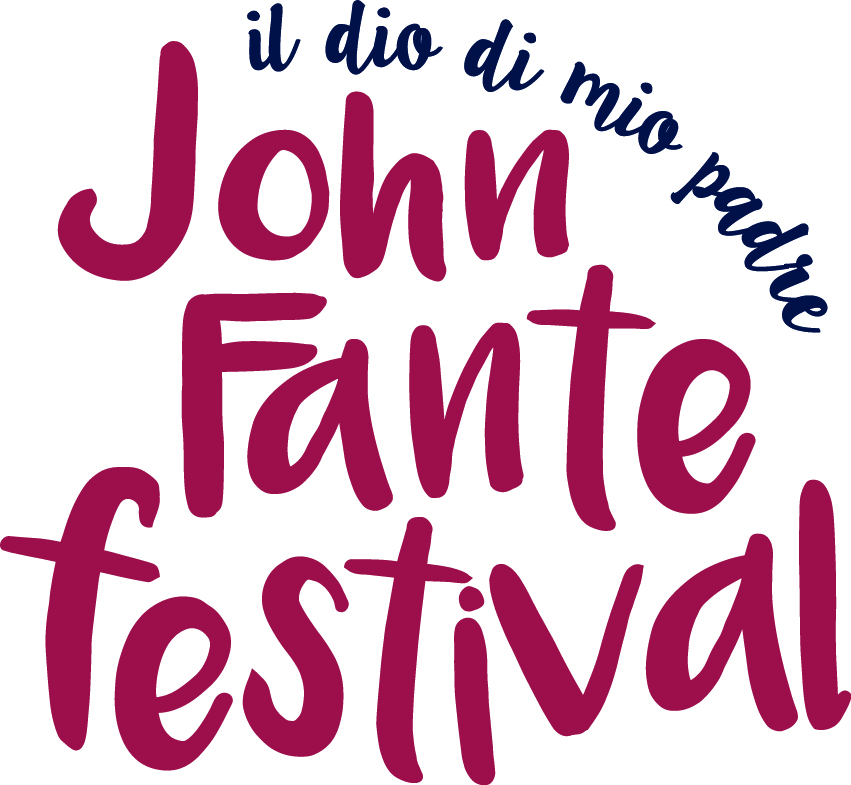 il dio di mio padre
John
Fante
festival